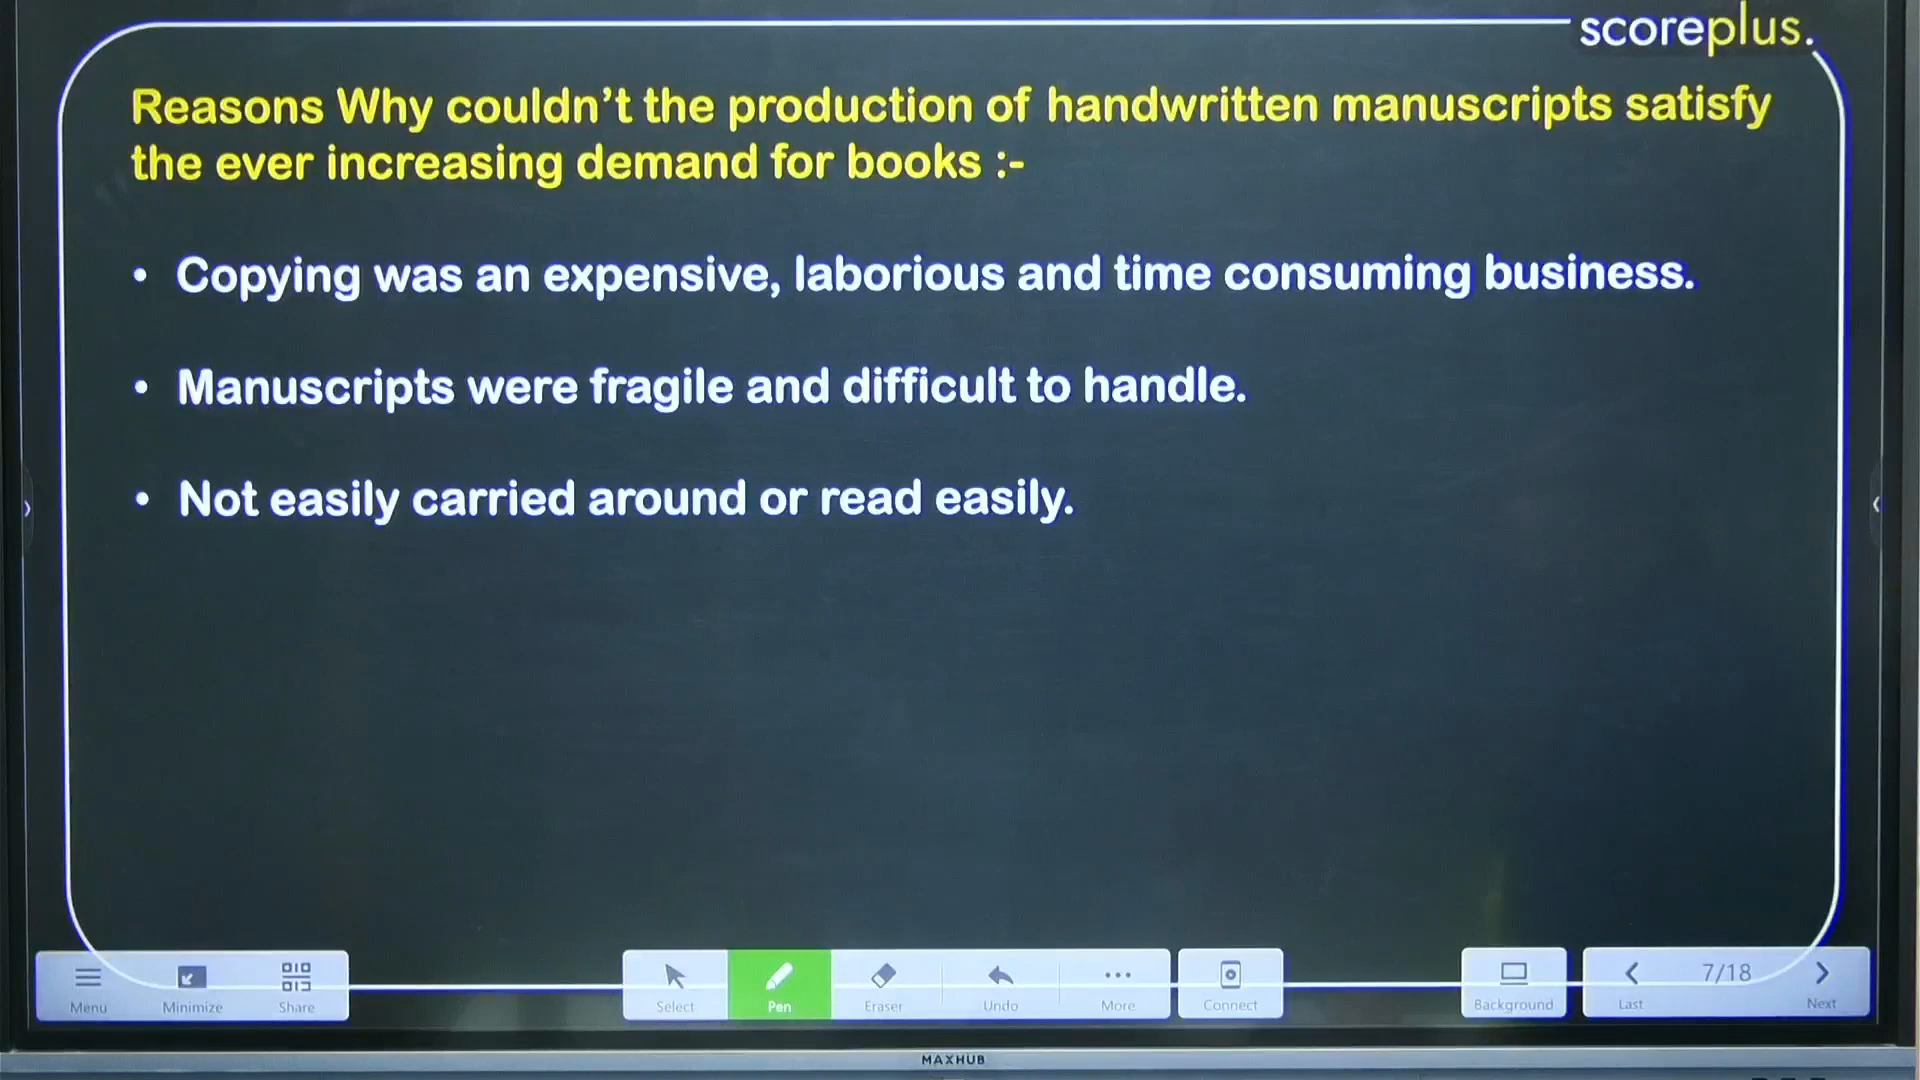 scoreplus.
Reasons Why couldn't the production of handwritten manuscripts satisfy
the ever increasing demand for books :-
• Copying was an expensive, laborious and time consuming business.
• Manuscripts were fragile and difficult to handle.
• Not easily carried around or read easily.
Menu Minimize Share Select Pen Eraser Undo More Connect Background Last 7/18 Next
MAXHUB